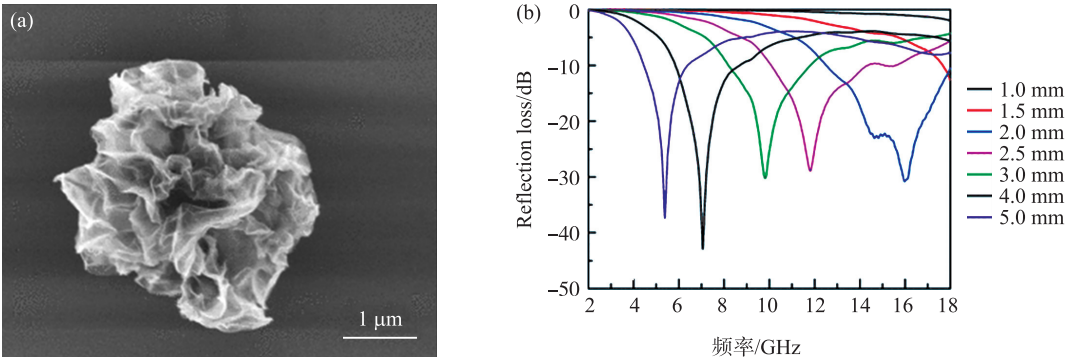 (a)
1 μm
(b)
0
-10
-20
-30
-40
-50
Reflection loss/dB
2 4 6 8 10 12 14 16 18
频率/GHz
1.0 mm
1.5 mm
2.0 mm
2.5 mm
3.0 mm
4.0 mm
5.0 mm